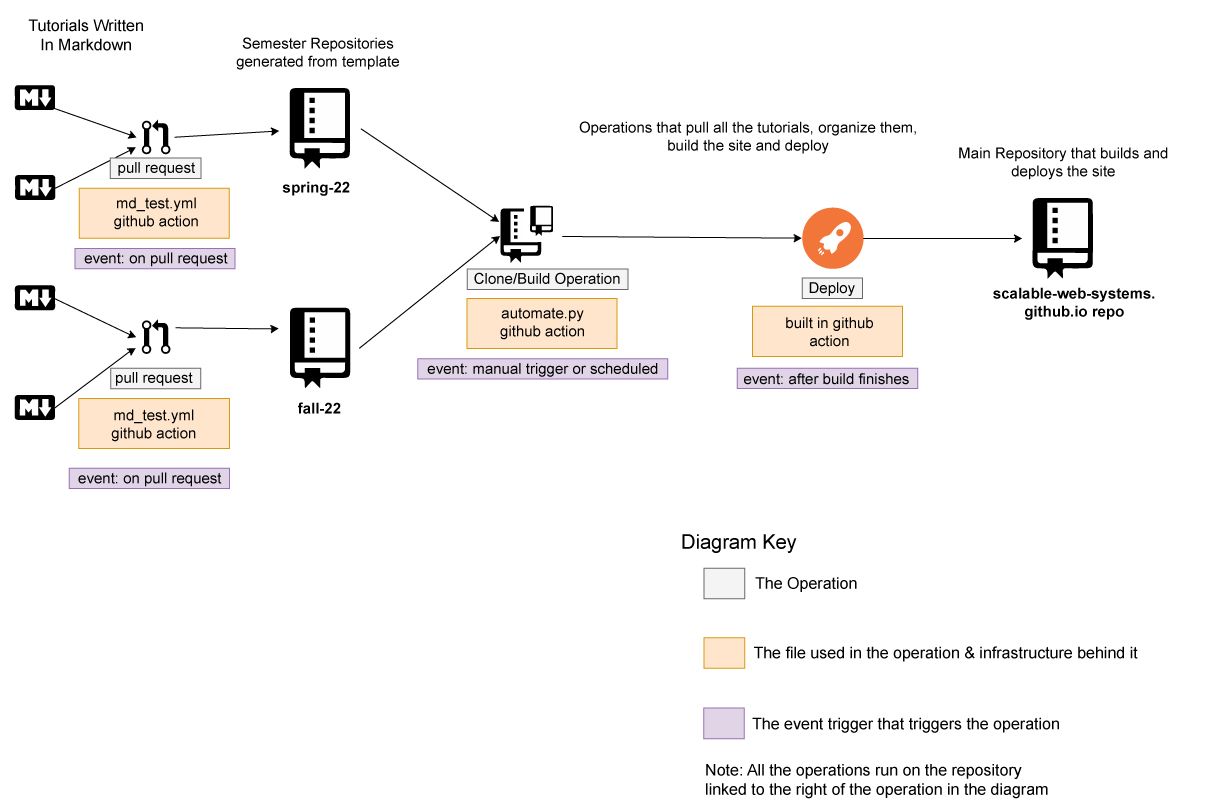 Tutorials Written
In Markdown
Semester Repositories
generated from template
M
M
pull request
md_test.yml
github action
event: on pull request
spring-22
M
M
pull request
md_test.yml
github action
event: on pull request
fall-22
Operations that pull all the tutorials, organize them,
build the site and deploy
Clone/Build Operation
automate.py
github action
event: manual trigger or scheduled
Deploy
built in github
action
event: after build finishes
Main Repository that builds and
deploys the site
scalable-web-systems.
github.io repo
Diagram Key
The Operation
The file used in the operation & infrastructure behind it
The event trigger that triggers the operation
Note: All the operations run on the repository
linked to the right of the operation in the diagram